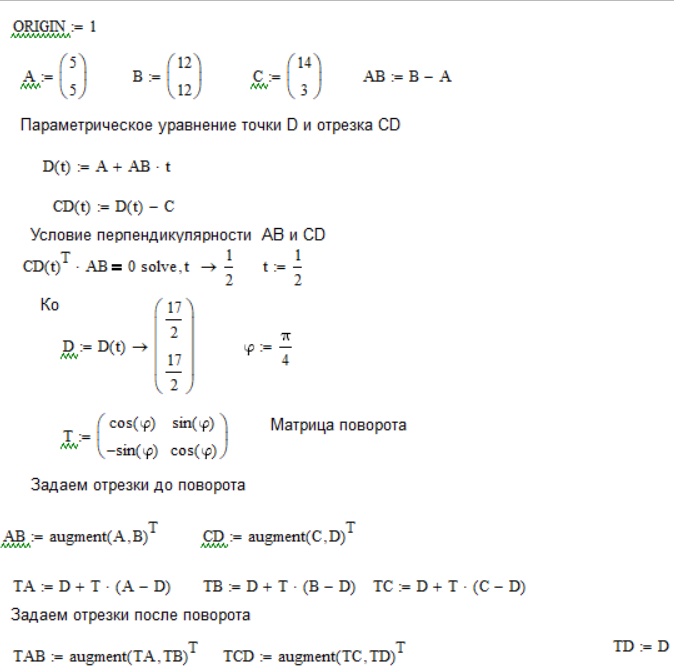 ORIGIN := 1
A := (5 5) B := (12 12) C := (14 3) AB := B − A
Параметрическое уравнение точки D и отрезка CD
D(t) := A + AB · t
CD(t) := D(t) − C
Условие перпендикулярности AB и CD
CD(t)^T · AB = 0 solve,t → 1/2 t := 1/2
Ко
D := D(t) → (17/2 17/2) φ := π/4
T := (cos(φ) sin(φ) −sin(φ) cos(φ)) Матрица поворота
Задаем отрезки до поворота
AB := augment(A,B)^T CD := augment(C,D)^T
TA := D + T · (A − D) TB := D + T · (B − D) TC := D + T · (C − D)
Задаем отрезки после поворота
TAB := augment(TA,TB)^T TCD := augment(TC,TD)^T TD := D